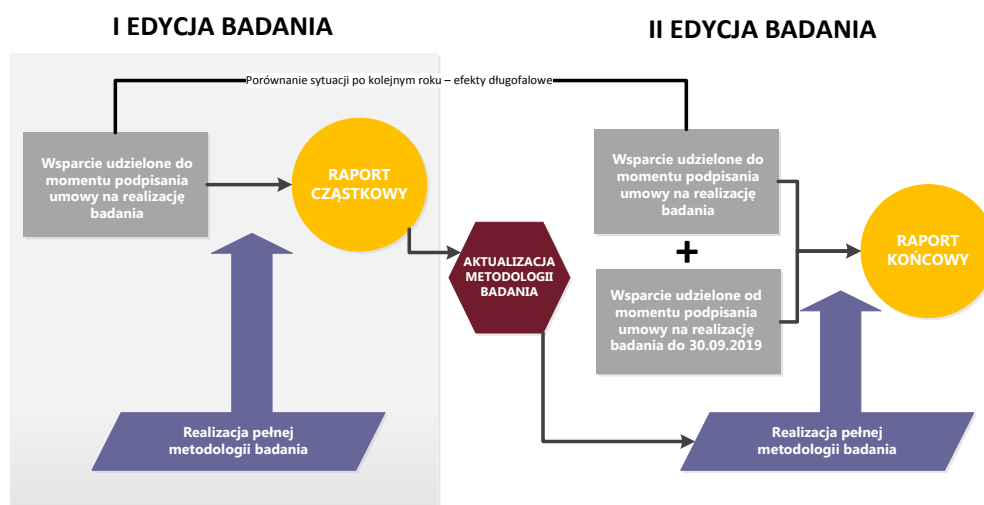 I EDYCJA BADANIA
II EDYCJA BADANIA
Porównanie sytuacji po kolejnym roku – efekty długofalowe
Wsparcie udzielone do
momentu podpisania
umowy na realizację
badania
RAPORT
CZĄSTKOWY
AKTUALIZACJA
METODOLOGII
BADANIA
Wsparcie udzielone do
momentu podpisania
umowy na realizację
badania
+
Wsparcie udzielone od
momentu podpisania
umowy na realizację
badania do 30.09.2019
RAPORT
KOŃCOWY
Realizacja pełnej
metodologii badania
Realizacja pełnej
metodologii badania